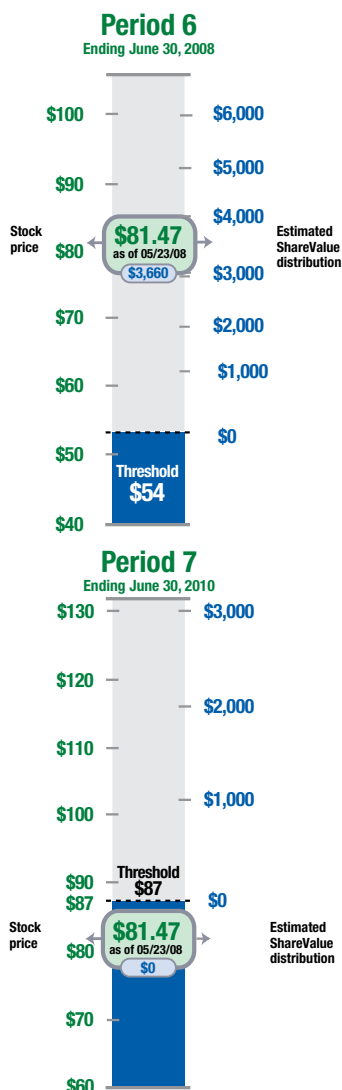 Period 6
Ending June 30, 2008
$100
$6,000
$90
$5,000
$4,000
Stock
price
$81.47
as of 05/23/08
$3,660
Estimated
ShareValue
distribution
$80
$3,000
$70
$2,000
$60
$1,000
$50
$0
Threshold
$54
$40
Period 7
Ending June 30, 2010
$130
$3,000
$120
$2,000
$110
$100
$1,000
$90
Threshold
$87
$87
$0
Stock
price
$81.47
as of 05/23/08
$0
Estimated
ShareValue
distribution
$80
$70
$60